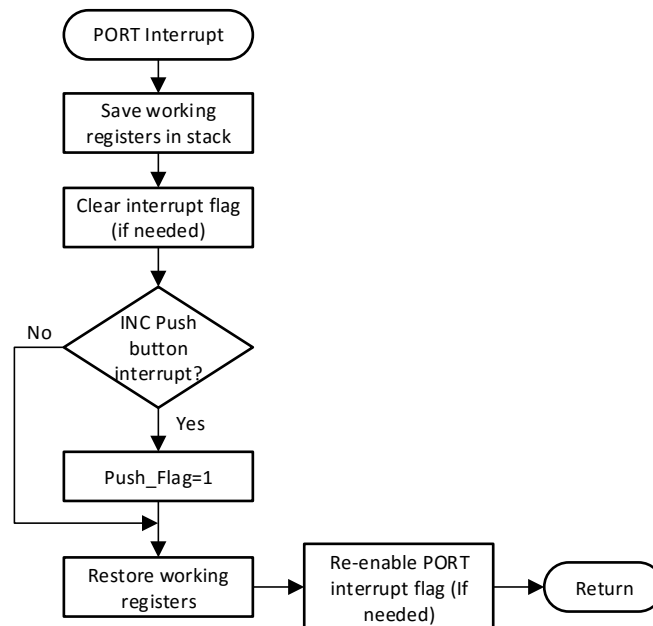 PORT Interrupt
Save working
registers in stack
Clear interrupt flag
(if needed)
No
INC Push
button
interrupt?
Yes
Push_Flag=1
Restore working
registers
Re-enable PORT
interrupt flag (If
needed)
Return